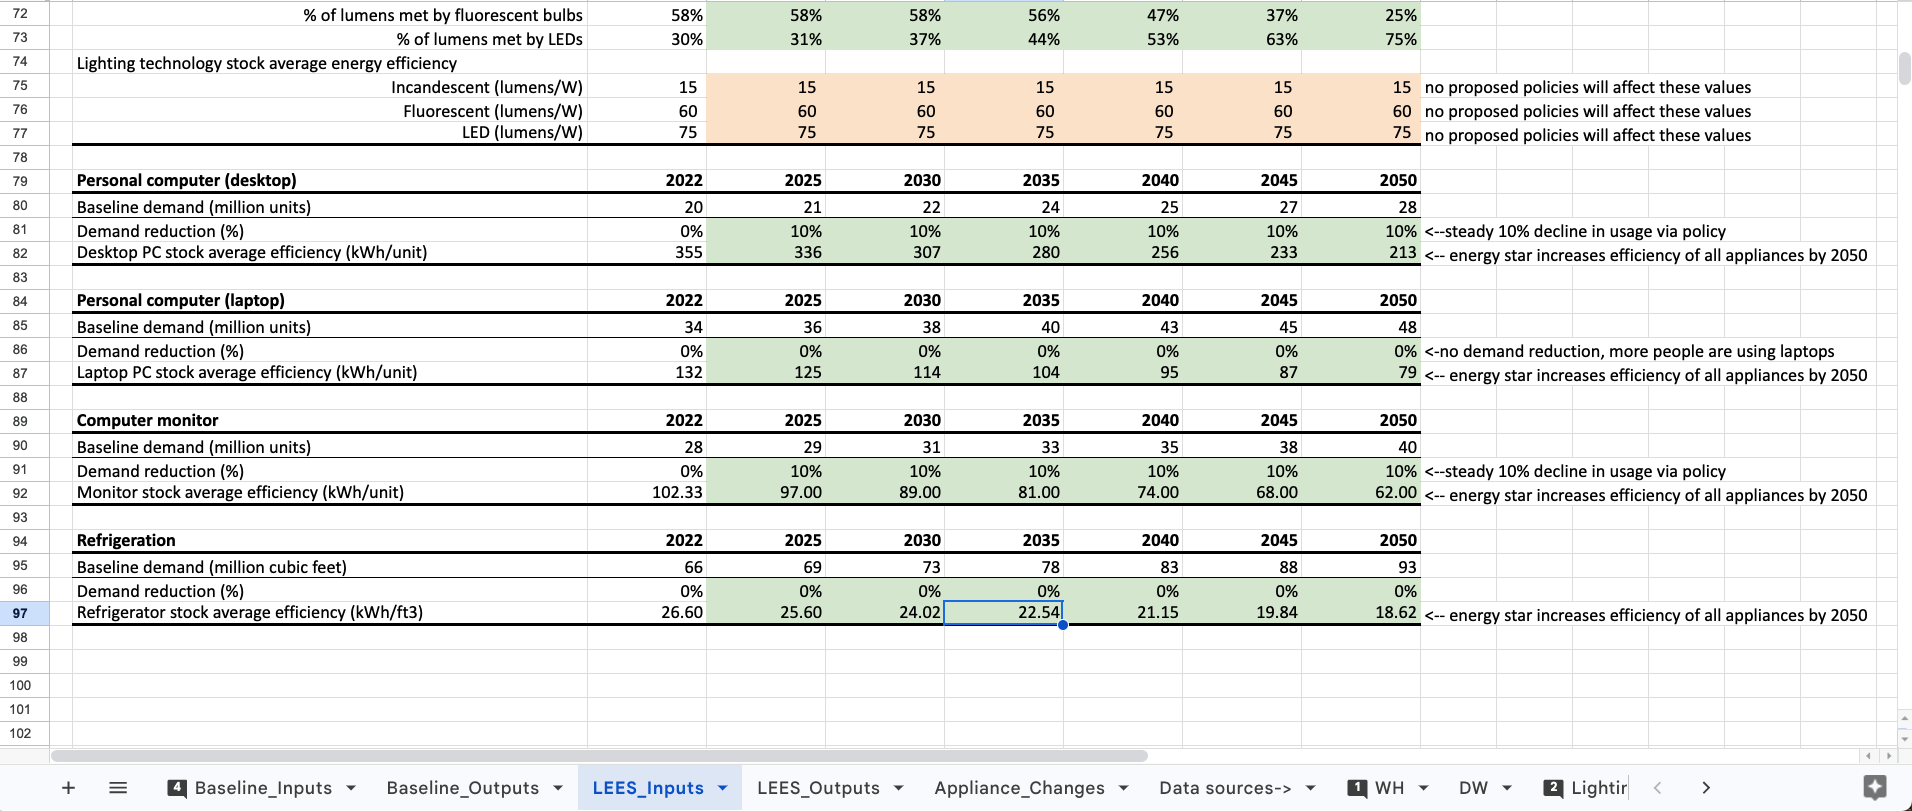 72 % of lumens met by fluorescent bulbs 58% 58% 58% 56% 47% 37% 25%
73 % of lumens met by LEDs 30% 31% 37% 44% 53% 63% 75%
74 Lighting technology stock average energy efficiency
75 Incandescent (lumens/W) 15 15 15 15 15 15 15 no proposed policies will affect these values
76 Fluorescent (lumens/W) 60 60 60 60 60 60 60 no proposed policies will affect these values
77 LED (lumens/W) 75 75 75 75 75 75 75 no proposed policies will affect these values
78
79 Personal computer (desktop) 2022 2025 2030 2035 2040 2045 2050
80 Baseline demand (million units) 20 21 22 24 25 27 28
81 Demand reduction (%) 0% 10% 10% 10% 10% 10% 10% <--steady 10% decline in usage via policy
82 Desktop PC stock average efficiency (kWh/unit) 355 336 307 280 256 233 213 <-- energy star increases efficiency of all appliances by 2050
83
84 Personal computer (laptop) 2022 2025 2030 2035 2040 2045 2050
85 Baseline demand (million units) 34 36 38 40 43 45 48
86 Demand reduction (%) 0% 0% 0% 0% 0% 0% 0% <-no demand reduction, more people are using laptops
87 Laptop PC stock average efficiency (kWh/unit) 132 125 114 104 95 87 79 <-- energy star increases efficiency of all appliances by 2050
88
89 Computer monitor 2022 2025 2030 2035 2040 2045 2050
90 Baseline demand (million units) 28 29 31 33 35 38 40
91 Demand reduction (%) 0% 10% 10% 10% 10% 10% 10% <--steady 10% decline in usage via policy
92 Monitor stock average efficiency (kWh/unit) 102.33 97.00 89.00 81.00 74.00 68.00 62.00 <-- energy star increases efficiency of all appliances by 2050
93
94 Refrigeration 2022 2025 2030 2035 2040 2045 2050
95 Baseline demand (million cubic feet) 66 69 73 78 83 88 93
96 Demand reduction (%) 0% 0% 0% 0% 0% 0% 0%
97 Refrigerator stock average efficiency (kWh/ft3) 26.60 25.60 24.02 22.54 21.15 19.84 18.62 <-- energy star increases efficiency of all appliances by 2050
98
99
100
101
102
4 Baseline_Inputs Baseline_Outputs LEES_Inputs LEES_Outputs Appliance_Changes Data sources-> 1 WH DW 2 Lightin